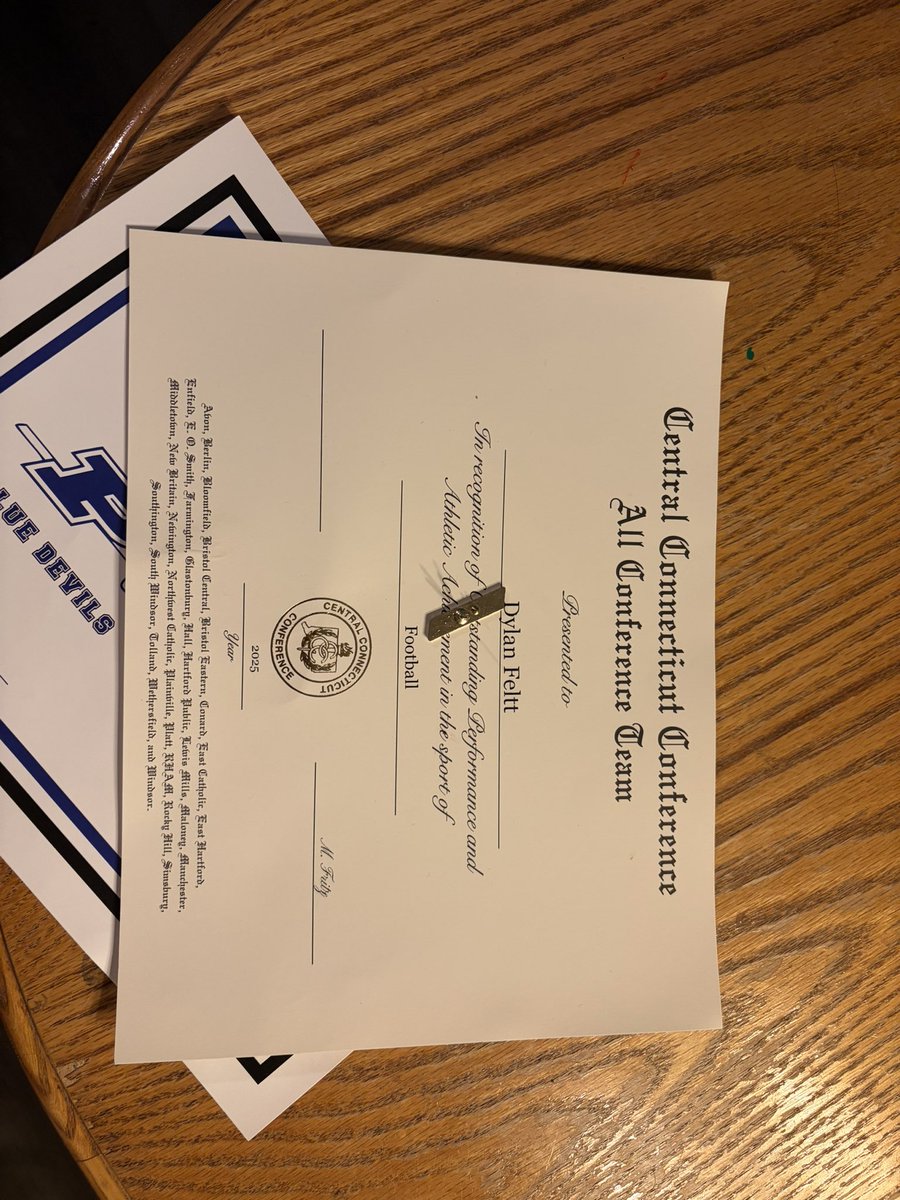 Central Connecticut Conference
All Conference Team
Presented to
Dylan Feltt
In recognition of Outstanding Performance and
Athletic Achievement in the sport of
Football
CENTRAL CONNECTICUT
CONFERENCE
M. Fritz
2025
Year
Avon, Berlin, Bloomfield, Bristol Central, Bristol Eastern, Conard, East Catholic, East Hartford,
Enfield, E. O. Smith, Farmington, Glastonbury, Hall, Hartford Public, Lewis Mills, Maloney, Manchester,
Middletown, New Britain, Newington, Northwest Catholic, Plainville, Platt, RHAM, Rocky Hill, Simsbury,
Southington, South Windsor, Tolland, Wethersfield, and Windsor.
LUE DEVILS